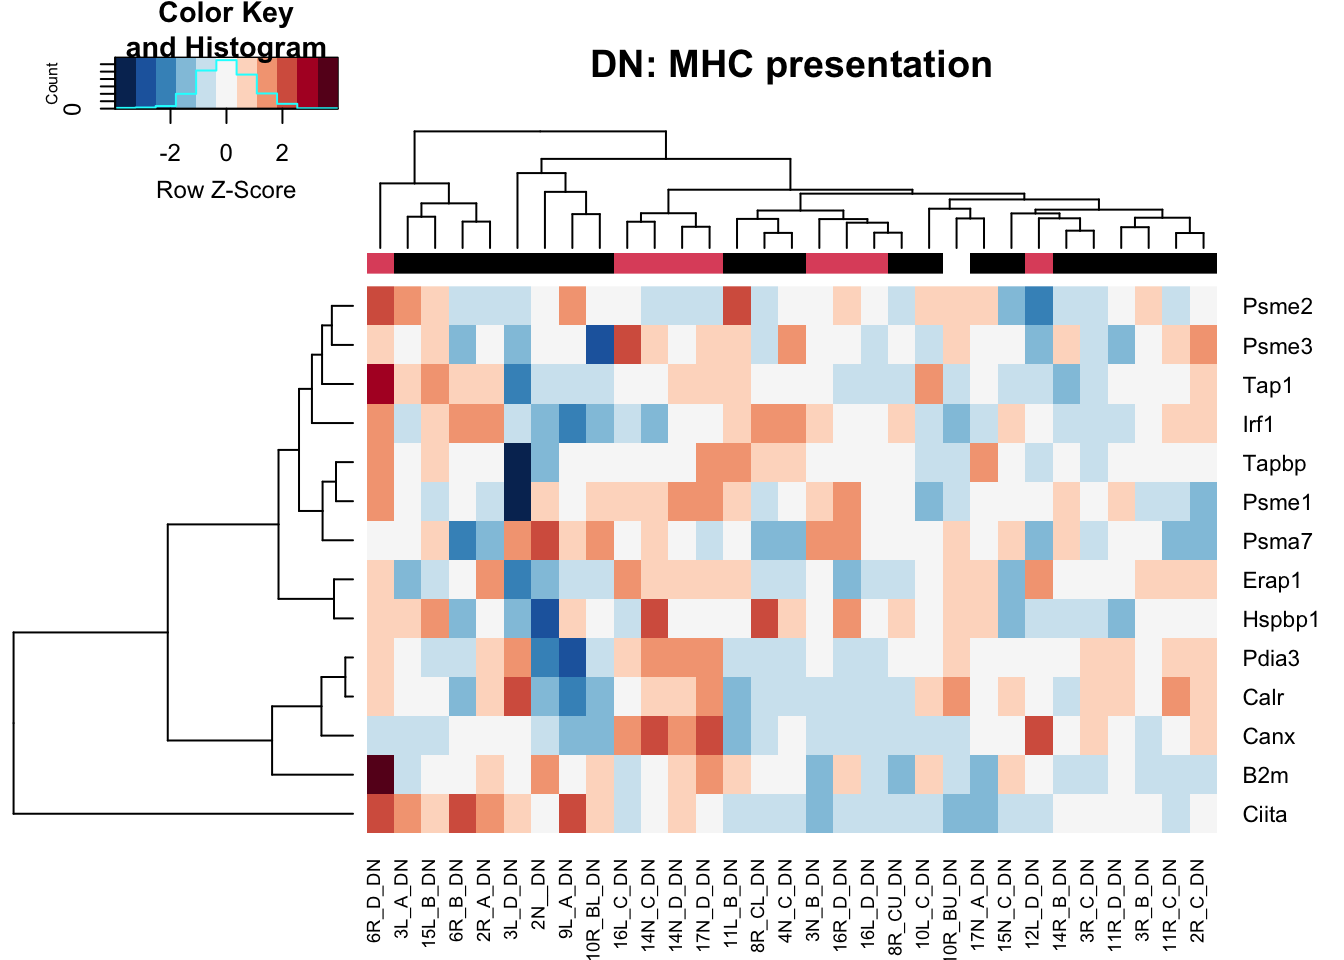 Color Key
and Histogram
Count
0
-2 0 2
Row Z-Score
DN: MHC presentation
Psme2
Psme3
Tap1
Irf1
Tapbp
Psme1
Psma7
Erap1
Hspbp1
Pdia3
Calr
Canx
B2m
Ciita
6R_D_DN
3L_A_DN
15L_B_DN
6R_B_DN
2R_A_DN
3L_D_DN
2N__DN
9L_A_DN
10R_BL_DN
16L_C_DN
14N_C_DN
14N_D_DN
17N_D_DN
11L_B_DN
8R_CL_DN
4N_C_DN
3N_B_DN
16R_D_DN
16L_D_DN
8R_CU_DN
10L_C_DN
10R_BU_DN
17N_A_DN
15N_C_DN
12L_D_DN
14R_B_DN
3R_C_DN
11R_D_DN
3R_B_DN
11R_C_DN
2R_C_DN